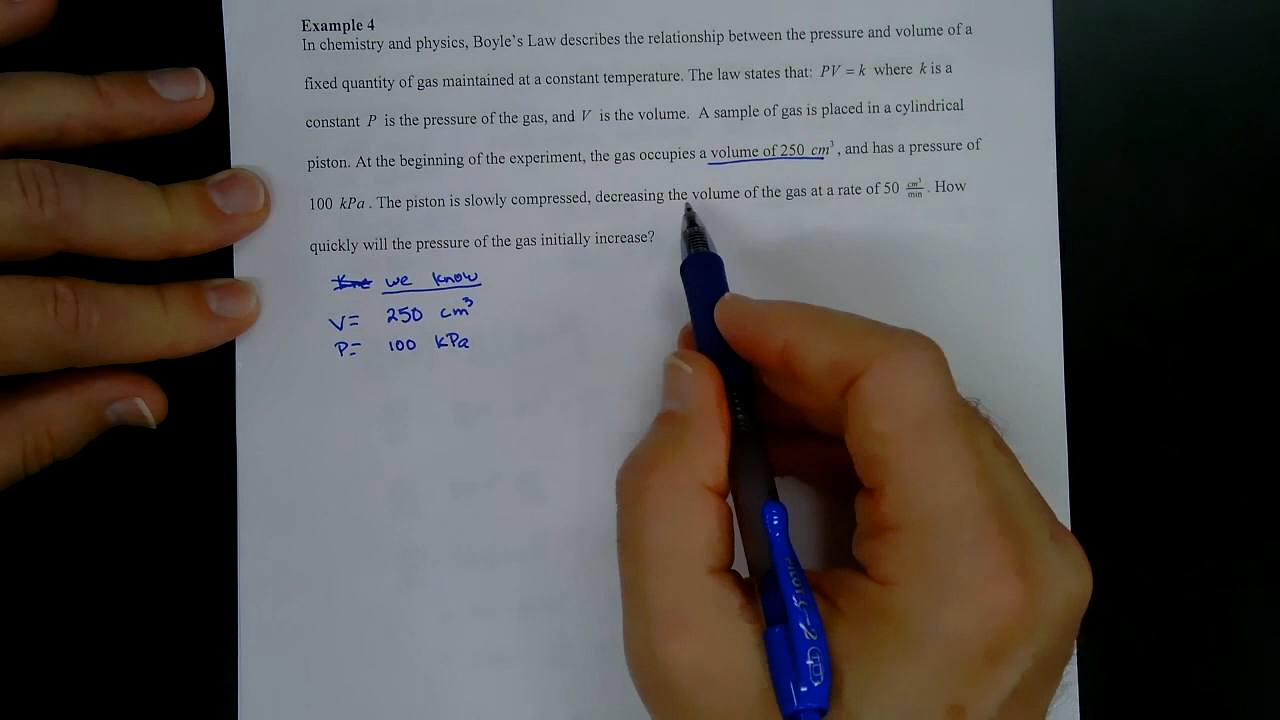 Example 4
In chemistry and physics, Boyle's Law describes the relationship between the pressure and volume of a
fixed quantity of gas maintained at a constant temperature. The law states that: PV = k where k is a
constant P is the pressure of the gas, and V is the volume. A sample of gas is placed in a cylindrical
piston. At the beginning of the experiment, the gas occupies a volume of 250 cm³, and has a pressure of
100 kPa. The piston is slowly compressed, decreasing the volume of the gas at a rate of 50 cm³/min. How
quickly will the pressure of the gas initially increase?
we know
V= 250 cm³
P= 100 kPa
PILOT G-2